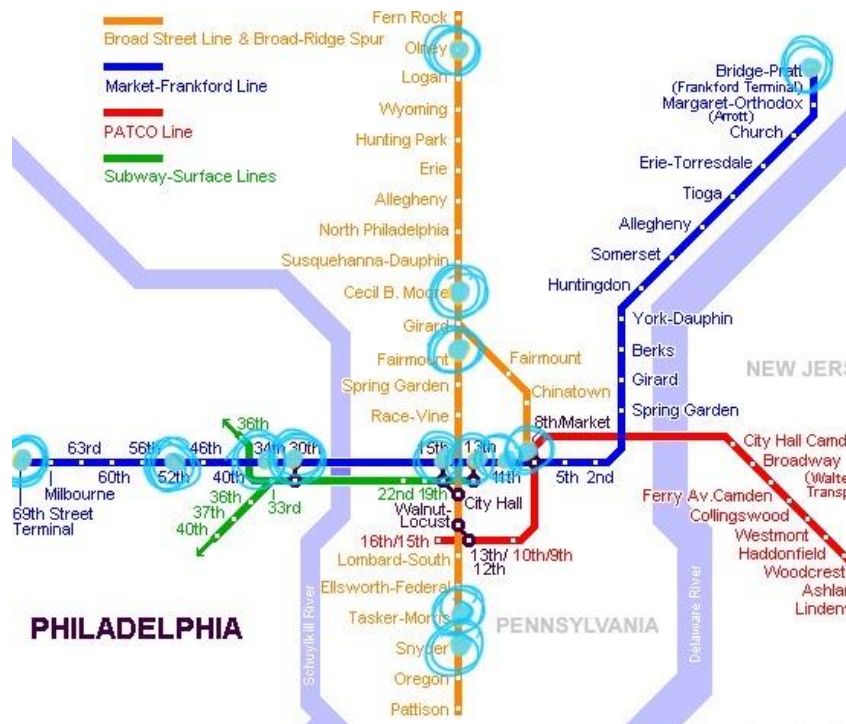 Broad Street Line & Broad-Ridge Spur
Market-Frankford Line
PATCO Line
Subway-Surface Lines
Fern Rock
Olney
Logan
Wyoming
Hunting Park
Erie
Allegheny
North Philadelphia
Susquehanna-Dauphin
Cecil B. Moore
Girard
Fairmount
Spring Garden
Race-Vine
Fairmount
Chinatown
8th/Market
Bridge-Pratt
(Frankford Terminal)
Margaret-Orthodox
(Arrott)
Church
Erie-Torresdale
Tioga
Allegheny
Somerset
Huntingdon
York-Dauphin
Berks
Girard
Spring Garden
NEW JERS
63rd
56th
46th
36th
34th
30th
15th
13th
60th
52th
40th
22nd
19th
11th
5th
2nd
Milbourne
69th Street
Terminal
36th
37th
40th
33rd
City Hall
Walnut-
Locust
16th/15th
13th/
12th
10th/9th
Lombard-South
Ellsworth-Federal
Tasker-Morris
Snyder
Oregon
Pattison
City Hall Camd
Broadway
(Walte
Transp
Ferry Av.Camden
Collingswood
Westmont
Haddonfield
Woodcrest
Ashlan
Lindenw
PHILADELPHIA
PENNSYLVANIA
Schuylkill River
Delaware River